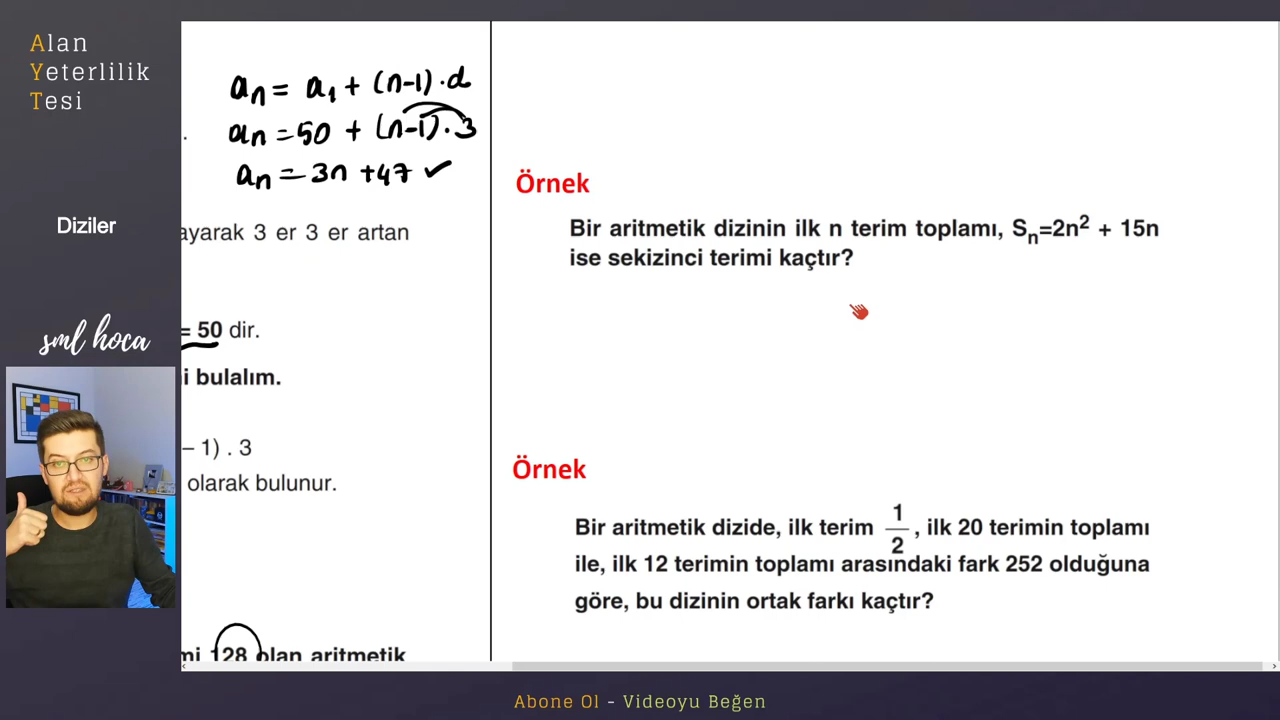 Alan
Yeterlilik
Tesi
Diziler
sml hoca
aₙ = a₁ + (n-1).d
aₙ = 50 + (n-1).3
aₙ = 3n + 47 ✓
.
ayarak 3 er 3 er artan
= 50 dir.
i bulalım.
– 1) . 3
olarak bulunur.
mi 128 olan aritmetik
Örnek
Bir aritmetik dizinin ilk n terim toplamı, Sₙ=2n² + 15n
ise sekizinci terimi kaçtır?
Örnek
Bir aritmetik dizide, ilk terim 1/2, ilk 20 terimin toplamı
ile, ilk 12 terimin toplamı arasındaki fark 252 olduğuna
göre, bu dizinin ortak farkı kaçtır?
Abone Ol - Videoyu Beğen